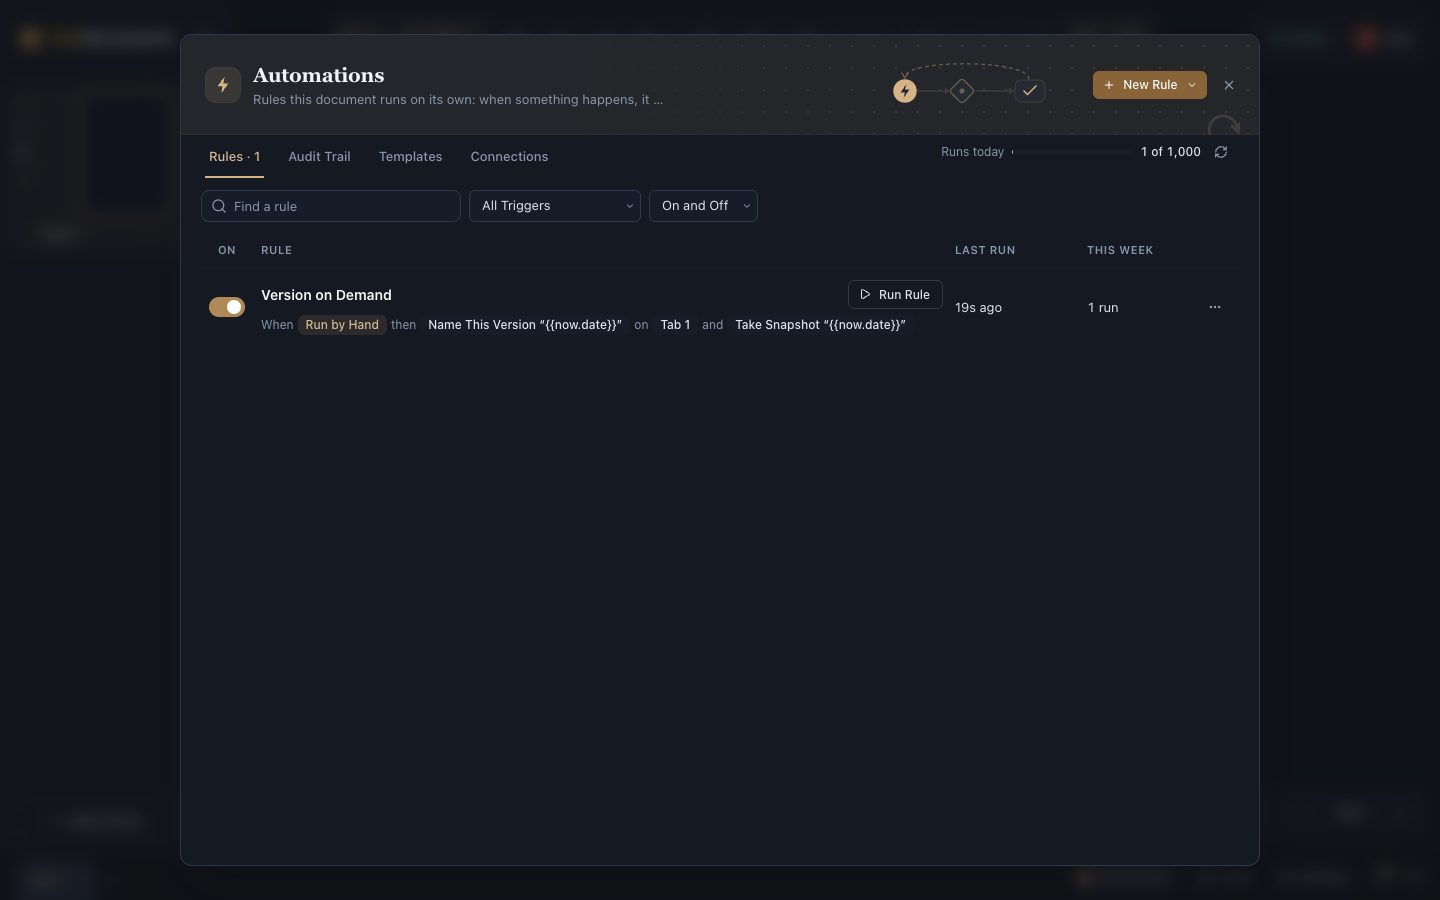 Automations
Rules this document runs on its own: when something happens, it ...
New Rule
Rules · 1
Audit Trail
Templates
Connections
Runs today
1 of 1,000
Find a rule
All Triggers
On and Off
ON
RULE
LAST RUN
THIS WEEK
Version on Demand
Run Rule
When Run by Hand then Name This Version “{{now.date}}” on Tab 1 and Take Snapshot “{{now.date}}”
19s ago
1 run